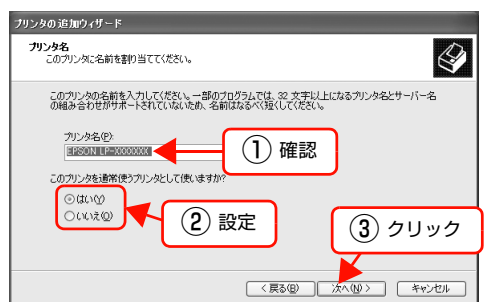 プリンタの追加ウィザード
プリンタ名
このプリンタに名前を割り当ててください。
このプリンタの名前を入力してください。一部のプログラムでは、32 文字以上になるプリンタ名とサーバー名
の組み合わせがサポートされていないため、名前はなるべく短くしてください。
プリンタ名(P):
EPSON LP-XXXXXXX
① 確認
このプリンタを通常使うプリンタとして使いますか?
はい(Y)
いいえ(O)
② 設定
③ クリック
< 戻る(B)
次へ(N) >
キャンセル